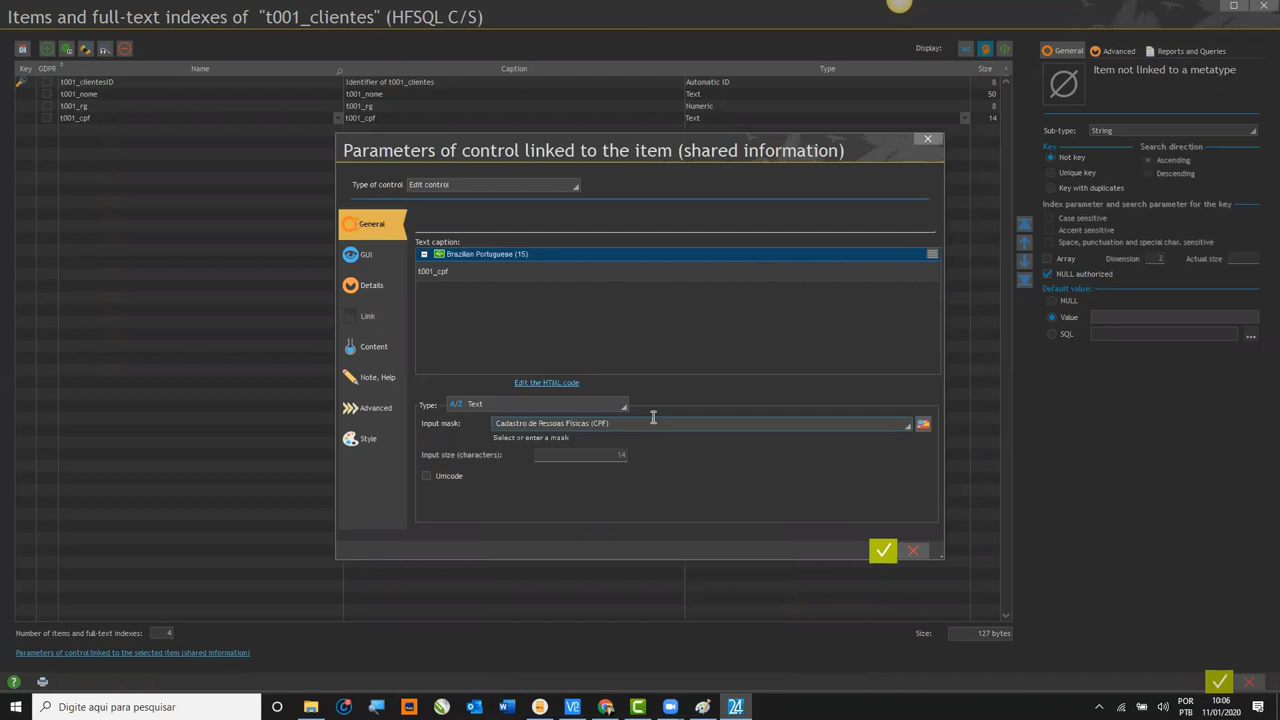 Items and full-text indexes of "t001_clientes" (HFSQL C/S)
Display:
General
Advanced
Reports and Queries
Key
GDPR
Name
Caption
Type
Size
t001_clientesID
Identifier of t001_clientes
Automatic ID
8
t001_nome
t001_nome
Text
50
t001_rg
t001_rg
Numeric
8
t001_cpf
t001_cpf
Text
14
Item not linked to a metatype
Sub-type:
String
Key
Search direction
Not key
Ascending
Unique key
Descending
Key with duplicates
Index parameter and search parameter for the key
Case sensitive
Accent sensitive
Space, punctuation and special char. sensitive
Array
Dimension
2
Actual size
NULL authorized
Default value:
NULL
Value
SQL
...
Parameters of control linked to the item (shared information)
Type of control
Edit control
General
GUI
Details
Link
Content
Note, Help
Advanced
Style
Text caption:
Brazilian Portuguese (15)
t001_cpf
Edit the HTML code
Type:
A/Z Text
Input mask:
Cadastro de Pessoas Físicas (CPF)
Select or enter a mask
Input size (characters):
14
Unicode
Number of items and full-text indexes:
4
Size:
127 bytes
Parameters of control linked to the selected item (shared information)
Digite aqui para pesquisar
24
POR
PTB
10:06
11/01/2020